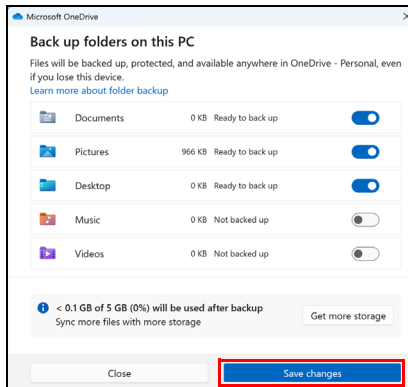 Microsoft OneDrive
Back up folders on this PC
Files will be backed up, protected, and available anywhere in OneDrive - Personal, even
if you lose this device.
Learn more about folder backup
Documents 0 KB Ready to back up
Pictures 966 KB Ready to back up
Desktop 0 KB Ready to back up
Music 0 KB Not backed up
Videos 0 KB Not backed up
< 0.1 GB of 5 GB (0%) will be used after backup
Sync more files with more storage
Get more storage
Close
Save changes